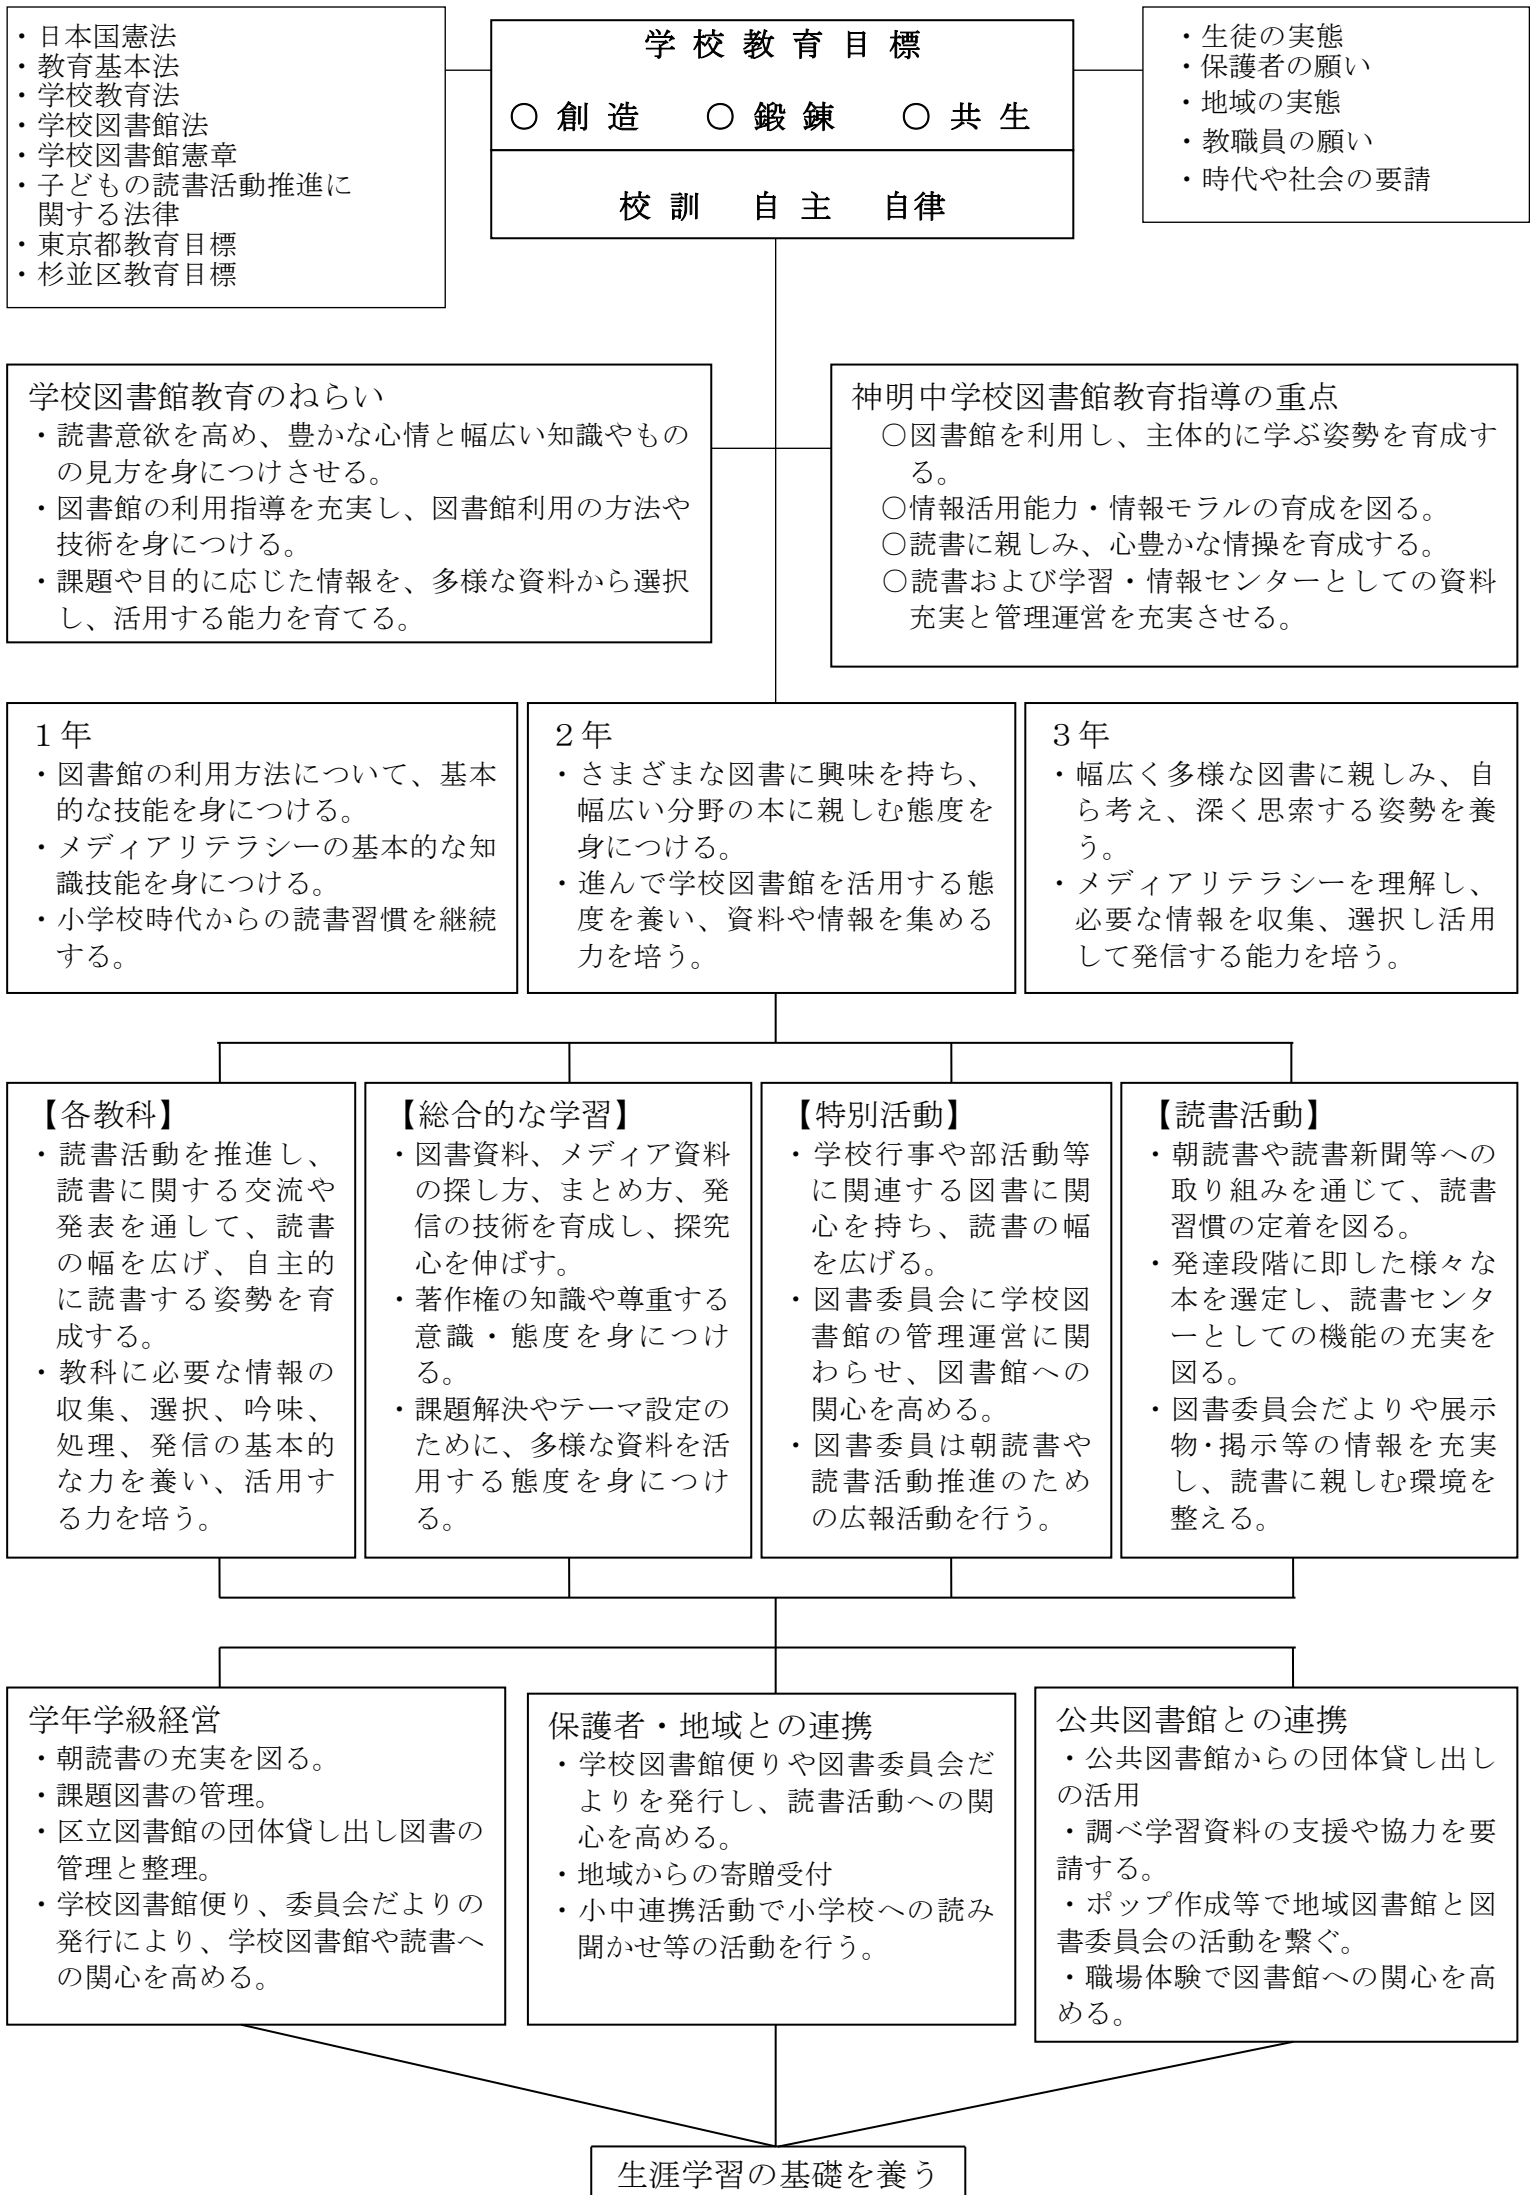 ・日本国憲法
・教育基本法
・学校教育法
・学校図書館法
・学校図書館憲章
・子どもの読書活動推進に
関する法律
・東京都教育目標
・杉並区教育目標
学校教育目標
○創造 ○鍛錬 ○共生
校訓 自主 自律
・生徒の実態
・保護者の願い
・地域の実態
・教職員の願い
・時代や社会の要請
学校図書館教育のねらい
・読書意欲を高め、豊かな心情と幅広い知識やもの
の見方を身につけさせる。
・図書館の利用指導を充実し、図書館利用の方法や
技術を身につける。
・課題や目的に応じた情報を、多様な資料から選択
し、活用する能力を育てる。
神明中学校図書館教育指導の重点
○図書館を利用し、主体的に学ぶ姿勢を育成す
る。
○情報活用能力・情報モラルの育成を図る。
○読書に親しみ、心豊かな情操を育成する。
○読書および学習・情報センターとしての資料
充実と管理運営を充実させる。
1年
・図書館の利用方法について、基本
的な技能を身につける。
・メディアリテラシーの基本的な知
識技能を身につける。
・小学校時代からの読書習慣を継続
する。
2年
・さまざまな図書に興味を持ち、
幅広い分野の本に親しむ態度を
身につける。
・進んで学校図書館を活用する態
度を養い、資料や情報を集める
力を培う。
3年
・幅広く多様な図書に親しみ、自
ら考え、深く思索する姿勢を養
う。
・メディアリテラシーを理解し、
必要な情報を収集、選択し活用
して発信する能力を培う。
【各教科】
・読書活動を推進し、
読書に関する交流や
発表を通して、読書
の幅を広げ、自主的
に読書する姿勢を育
成する。
・教科に必要な情報の
収集、選択、吟味、
処理、発信の基本的
な力を養い、活用す
る力を培う。
【総合的な学習】
・図書資料、メディア資料
の探し方、まとめ方、発
信の技術を育成し、探究
心を伸ばす。
・著作権の知識や尊重する
意識・態度を身につけ
る。
・課題解決やテーマ設定の
ために、多様な資料を活
用する態度を身につけ
る。
【特別活動】
・学校行事や部活動等
に関連する図書に関
心を持ち、読書の幅
を広げる。
・図書委員会に学校図
書館の管理運営に関
わらせ、図書館への
関心を高める。
・図書委員は朝読書や
読書活動推進のため
の広報活動を行う。
【読書活動】
・朝読書や読書新聞等への
取り組みを通じて、読書
習慣の定着を図る。
・発達段階に即した様々な
本を選定し、読書センタ
ーとしての機能の充実を
図る。
・図書委員会だよりや展示
物・掲示等の情報を充実
し、読書に親しむ環境を
整える。
学年学級経営
・朝読書の充実を図る。
・課題図書の管理。
・区立図書館の団体貸し出し図書の
管理と整理。
・学校図書館便り、委員会だよりの
発行により、学校図書館や読書へ
の関心を高める。
保護者・地域との連携
・学校図書館便りや図書委員会だ
よりを発行し、読書活動への関
心を高める。
・地域からの寄贈受付
・小中連携活動で小学校への読み
聞かせ等の活動を行う。
公共図書館との連携
・公共図書館からの団体貸し出し
の活用
・調べ学習資料の支援や協力を要
請する。
・ポップ作成等で地域図書館と図
書委員会の活動を繋ぐ。
・職場体験で図書館への関心を高
める。
生涯学習の基礎を養う